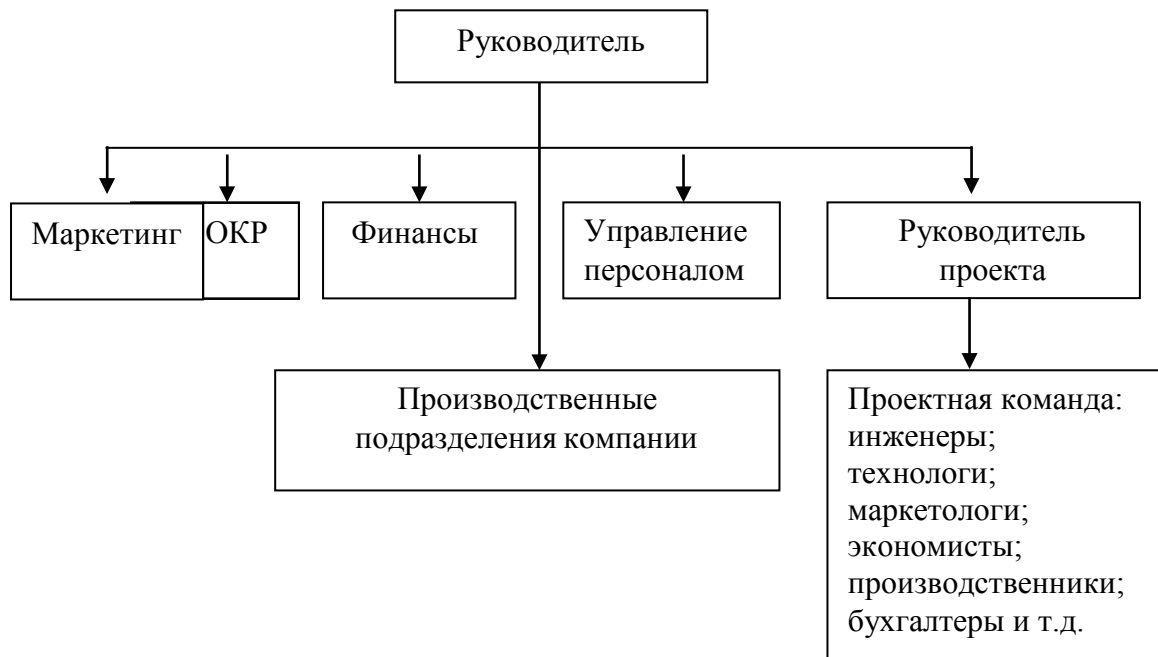 Руководитель
Маркетинг
ОКР
Финансы
Управление
персоналом
Руководитель
проекта
Производственные
подразделения компании
Проектная команда:
инженеры;
технологи;
маркетологи;
экономисты;
производственники;
бухгалтеры и т.д.